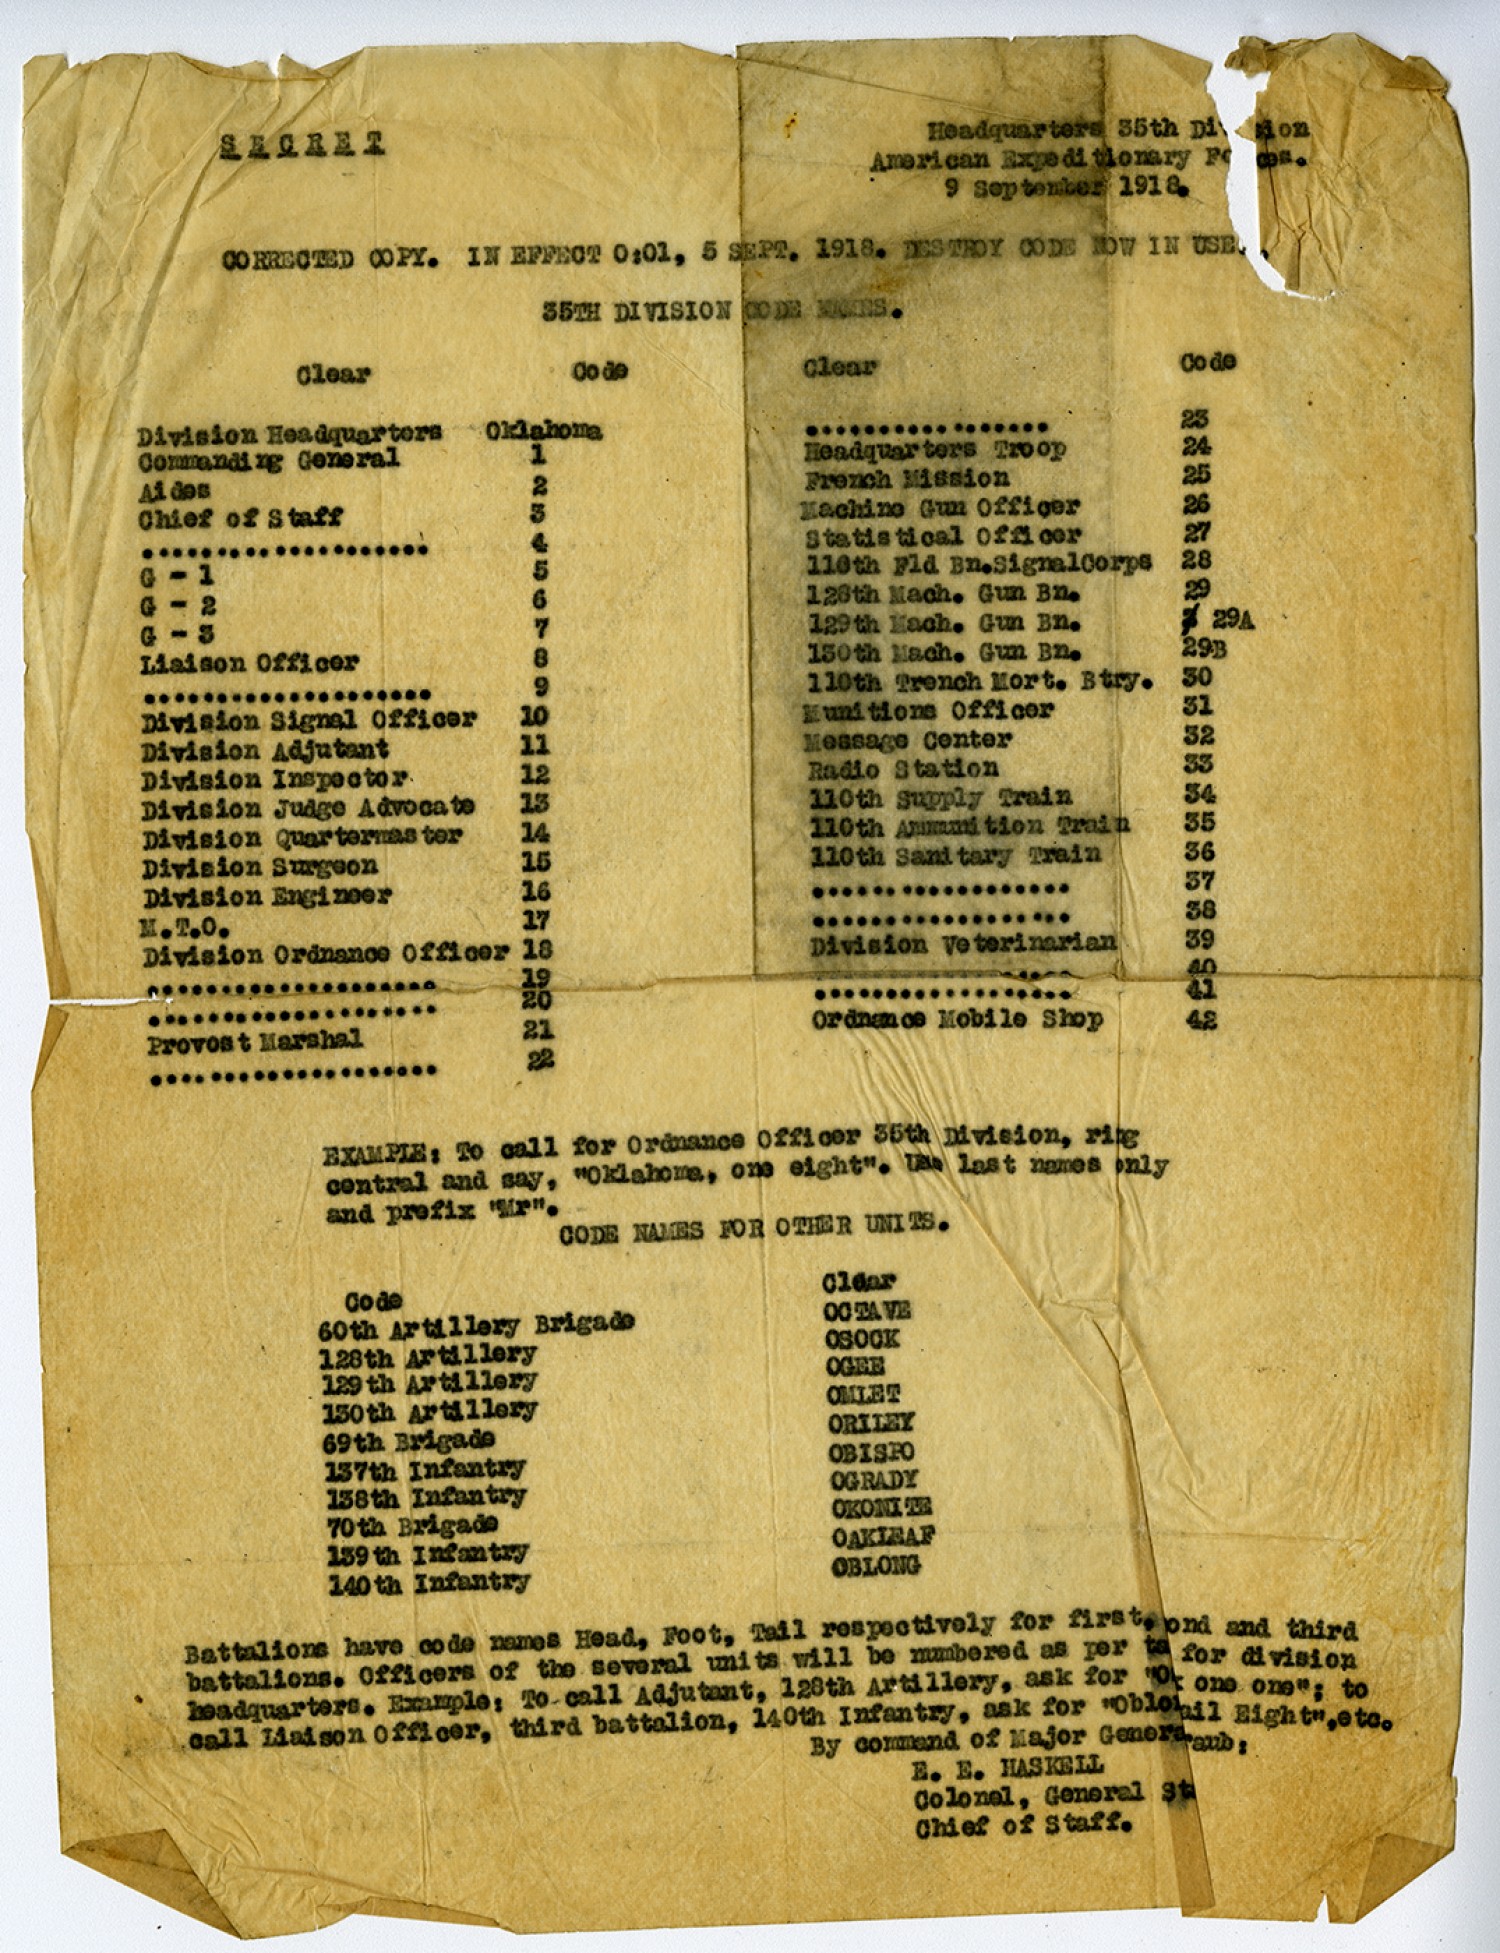 SECRET
Headquarters 35th Di ion
American Expeditionary Fo ces.
9 September 1918.
CORRECTED COPY. IN EFFECT 0:01, 5 SEPT. 1918. DESTROY CODE NOW IN USE..
35TH DIVISION CODE NAMES.
Clear Code
Division Headquarters Oklahoma
Commanding General 1
Aides 2
Chief of Staff 3
.................... 4
G - 1 5
G - 2 6
G - 3 7
Liaison Officer 8
.................... 9
Division Signal Officer 10
Division Adjutant 11
Division Inspector 12
Division Judge Advocate 13
Division Quartermaster 14
Division Surgeon 15
Division Engineer 16
M.T.O. 17
Division Ordnance Officer 18
.................... 19
.................... 20
Provost Marshal 21
.................... 22
Clear Code
................. 23
Headquarters Troop 24
French Mission 25
Machine Gun Officer 26
Statistical Officer 27
110th Fld Bn.SignalCorps 28
128th Mach. Gun Bn. 29
129th Mach. Gun Bn. 29A
130th Mach. Gun Bn. 29B
110th Trench Mort. Btry. 30
Munitions Officer 31
Message Center 32
Radio Station 33
110th Supply Train 34
110th Ammunition Train 35
110th Sanitary Train 36
.................. 37
.................. 38
Division Veterinarian 39
.................. 40
.................. 41
Ordnance Mobile Shop 42
EXAMPLE: To call for Ordnance Officer 35th Division, ring
central and say, "Oklahoma, one eight". Use last names only
and prefix "Mr".
CODE NAMES FOR OTHER UNITS.
Code Clear
60th Artillery Brigade OCTAVE
128th Artillery OSOCK
129th Artillery OGEE
130th Artillery OMLET
69th Brigade ORILEY
137th Infantry OBISPO
138th Infantry OGRADY
70th Brigade OKONITE
139th Infantry OAKLEAF
140th Infantry OBLONG
Battalions have code names Head, Foot, Tail respectively for first, ond and third
battalions. Officers of the several units will be numbered as per ta for division
headquarters. Example: To call Adjutant, 128th Artillery, ask for "O one one"; to
call Liaison Officer, third battalion, 140th Infantry, ask for "Oblo ail Eight",etc.
By command of Major Genera raub:
E. E. HASKELL
Colonel, General St
Chief of Staff.